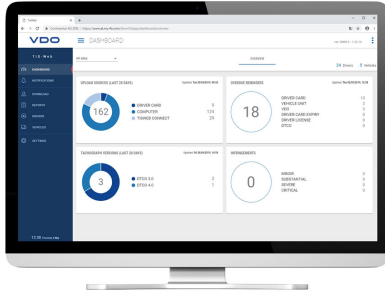 VDO
DASHBOARD
TIS-Web
OVERVIEW
DASHBOARD
NOTIFICATIONS
DOWNLOAD
REPORTS
DRIVERS
VEHICLES
SETTINGS
24 Drivers
UPLOAD SOURCES (LAST 28 DAYS)
162
DRIVER CARD 9
COMPUTER 124
TISWEB CONNECT 29
OVERDUE REMINDERS
18
DRIVER CARD
VEHICLE UNIT
VEO
DRIVER CARD EXPIRY
DRIVER LICENSE
DTCO
TACHOGRAPH VERSIONS (LAST 28 DAYS)
3
DTCO 3.0 2
DTCO 4.0 1
INFRINGEMENTS
0
MINOR 0
SUBSTANTIAL 0
SEVERE 0
CRITICAL 0